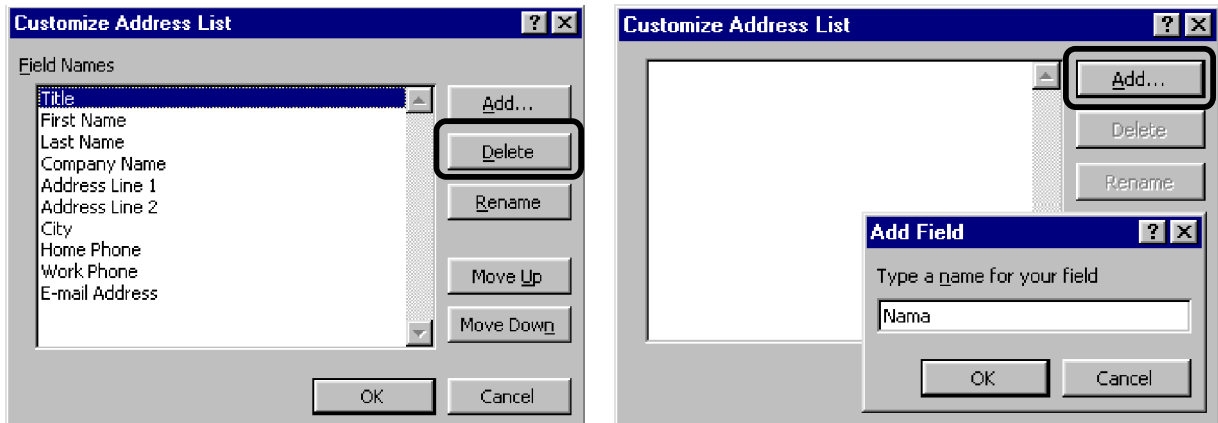 Customize Address List
Field Names
Title
First Name
Last Name
Company Name
Address Line 1
Address Line 2
City
Home Phone
Work Phone
E-mail Address
Add...
Delete
Rename
Move Up
Move Down
OK
Cancel
Customize Address List
Add...
Delete
Rename
Add Field
Type a name for your field
Nama
OK
Cancel